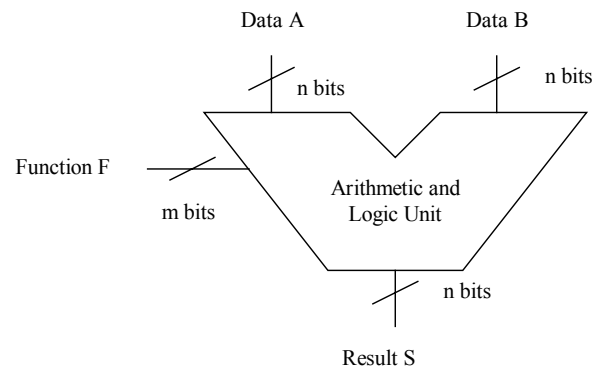 Data A
Data B
n bits
n bits
Function F
m bits
Arithmetic and
Logic Unit
n bits
Result S